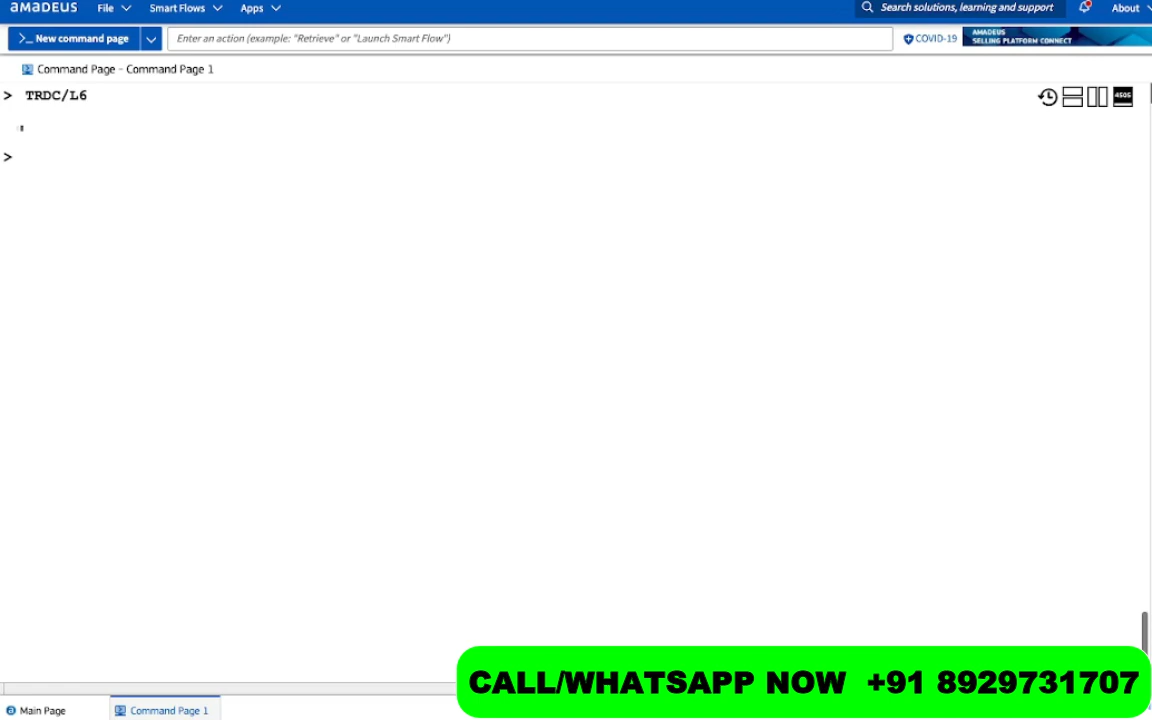 aMaDEUS File Smart Flows Apps Search solutions, learning and support About
>_ New command page Enter an action (example: "Retrieve" or "Launch Smart Flow") COVID-19 AMADEUS
SELLING PLATFORM CONNECT
Command Page - Command Page 1
> TRDC/L6
>
CALL/WHATSAPP NOW +91 8929731707
Main Page Command Page 1